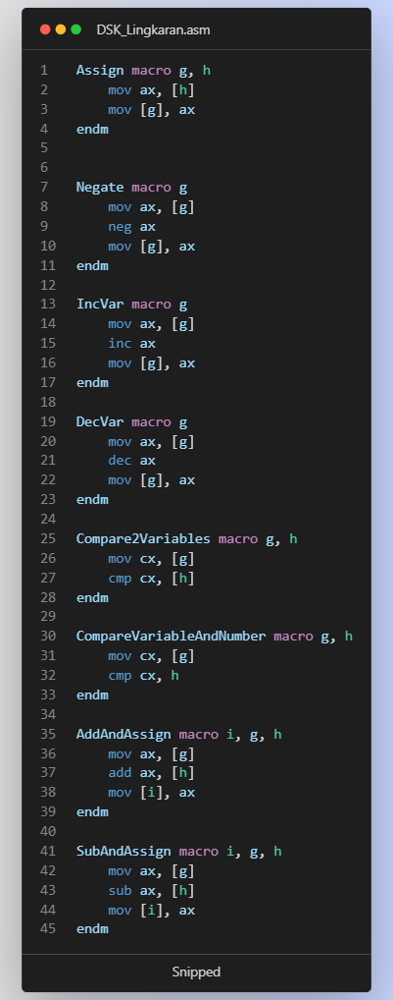 DSK_Lingkaran.asm
1 Assign macro g, h
2     mov ax, [h]
3     mov [g], ax
4 endm
5
6
7 Negate macro g
8     mov ax, [g]
9     neg ax
10     mov [g], ax
11 endm
12
13 IncVar macro g
14     mov ax, [g]
15     inc ax
16     mov [g], ax
17 endm
18
19 DecVar macro g
20     mov ax, [g]
21     dec ax
22     mov [g], ax
23 endm
24
25 Compare2Variables macro g, h
26     mov cx, [g]
27     cmp cx, [h]
28 endm
29
30 CompareVariableAndNumber macro g, h
31     mov cx, [g]
32     cmp cx, h
33 endm
34
35 AddAndAssign macro i, g, h
36     mov ax, [g]
37     add ax, [h]
38     mov [i], ax
39 endm
40
41 SubAndAssign macro i, g, h
42     mov ax, [g]
43     sub ax, [h]
44     mov [i], ax
45 endm
Snipped